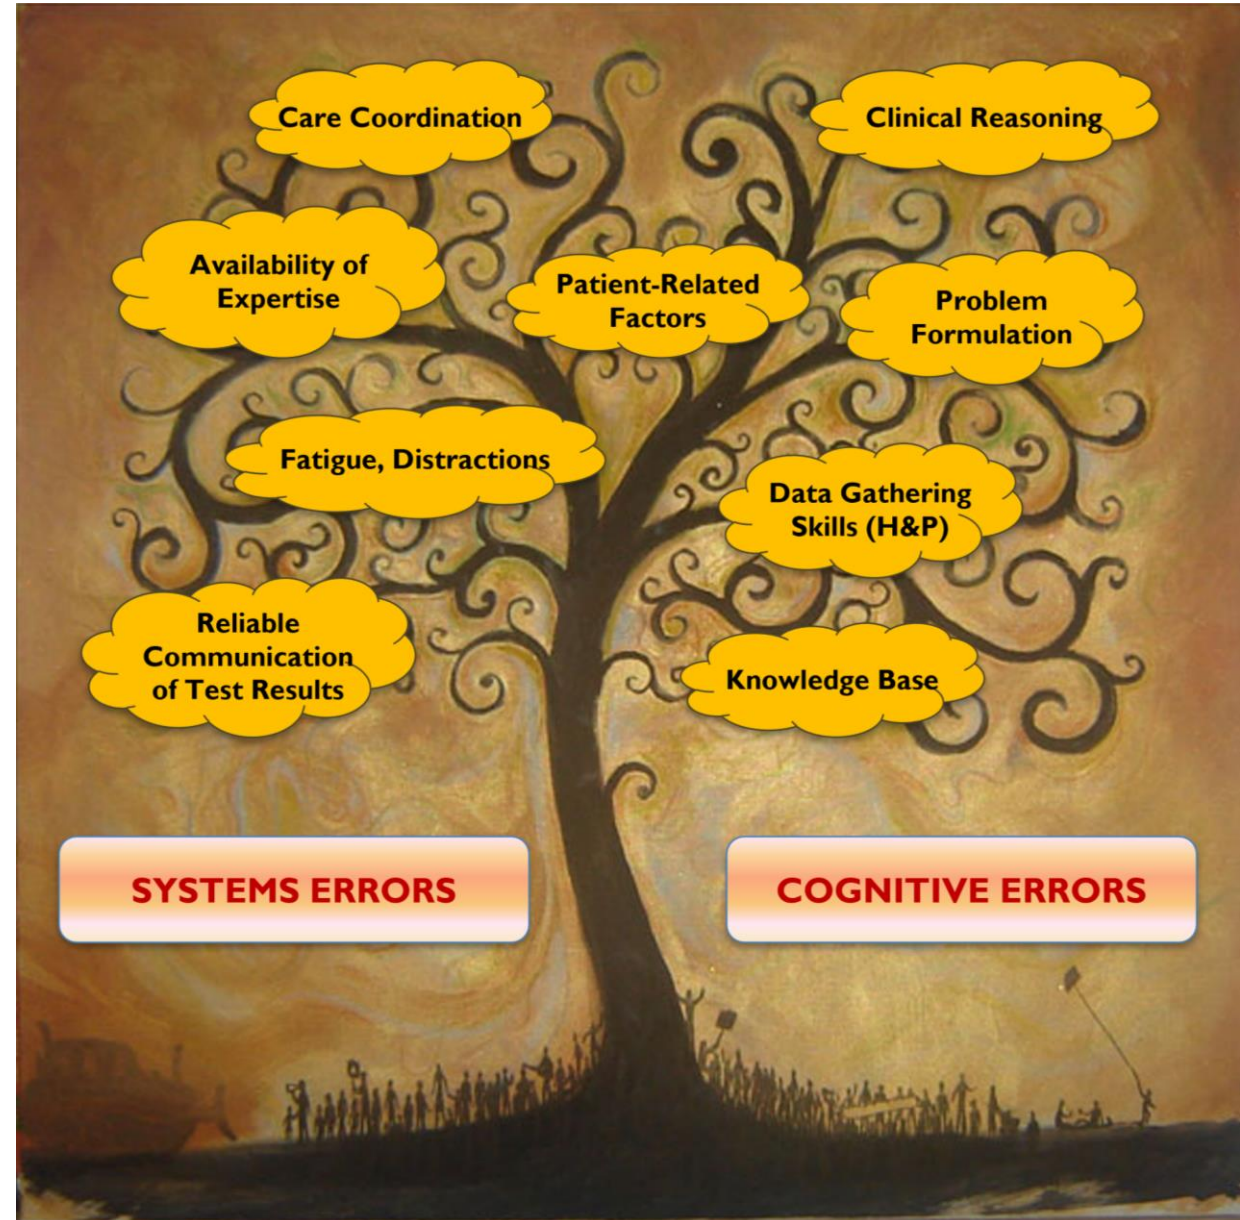 Care Coordination
Clinical Reasoning
Availability of
Expertise
Patient-Related
Factors
Problem
Formulation
Fatigue, Distractions
Data Gathering
Skills (H&P)
Reliable
Communication
of Test Results
Knowledge Base
SYSTEMS ERRORS
COGNITIVE ERRORS